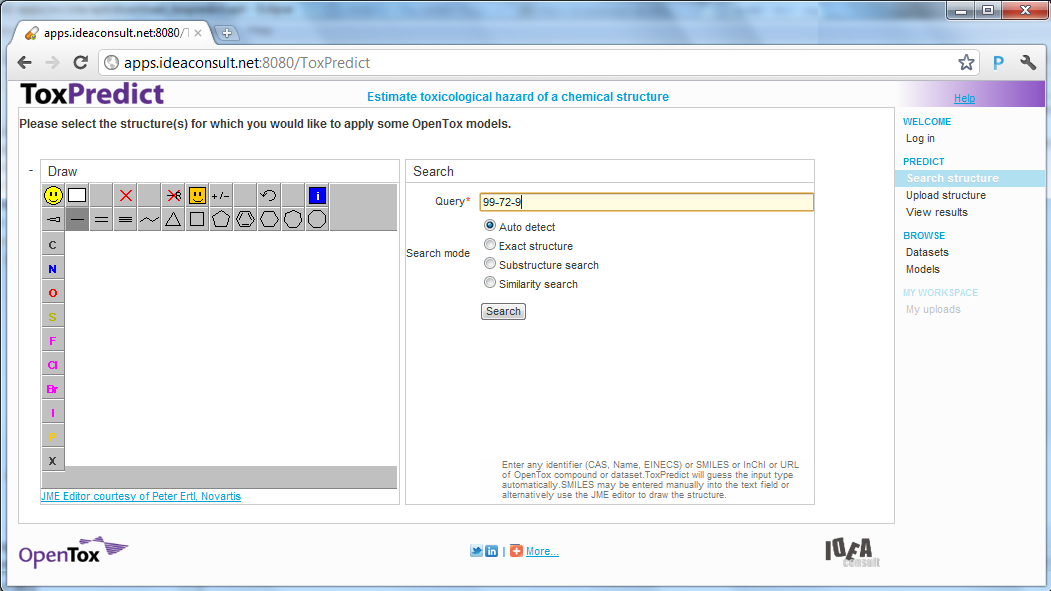 apps.ideaconsult.net:8080/T
apps.ideaconsult.net:8080/ToxPredict
P
ToxPredict
Estimate toxicological hazard of a chemical structure
Help
Please select the structure(s) for which you would like to apply some OpenTox models.
- Draw
+/-
i
C
N
O
S
F
Cl
Br
I
P
X
JME Editor courtesy of Peter Ertl, Novartis
Search
Query* 99-72-9
Search mode
Auto detect
Exact structure
Substructure search
Similarity search
Search
Enter any identifier (CAS, Name, EINECS) or SMILES or InChI or URL
of OpenTox compound or dataset.ToxPredict will guess the input type
automatically.SMILES may be entered manually into the text field or
alternatively use the JME editor to draw the structure.
WELCOME
Log in
PREDICT
Search structure
Upload structure
View results
BROWSE
Datasets
Models
MY WORKSPACE
My uploads
OpenTox
in | More...
IDEA
consult